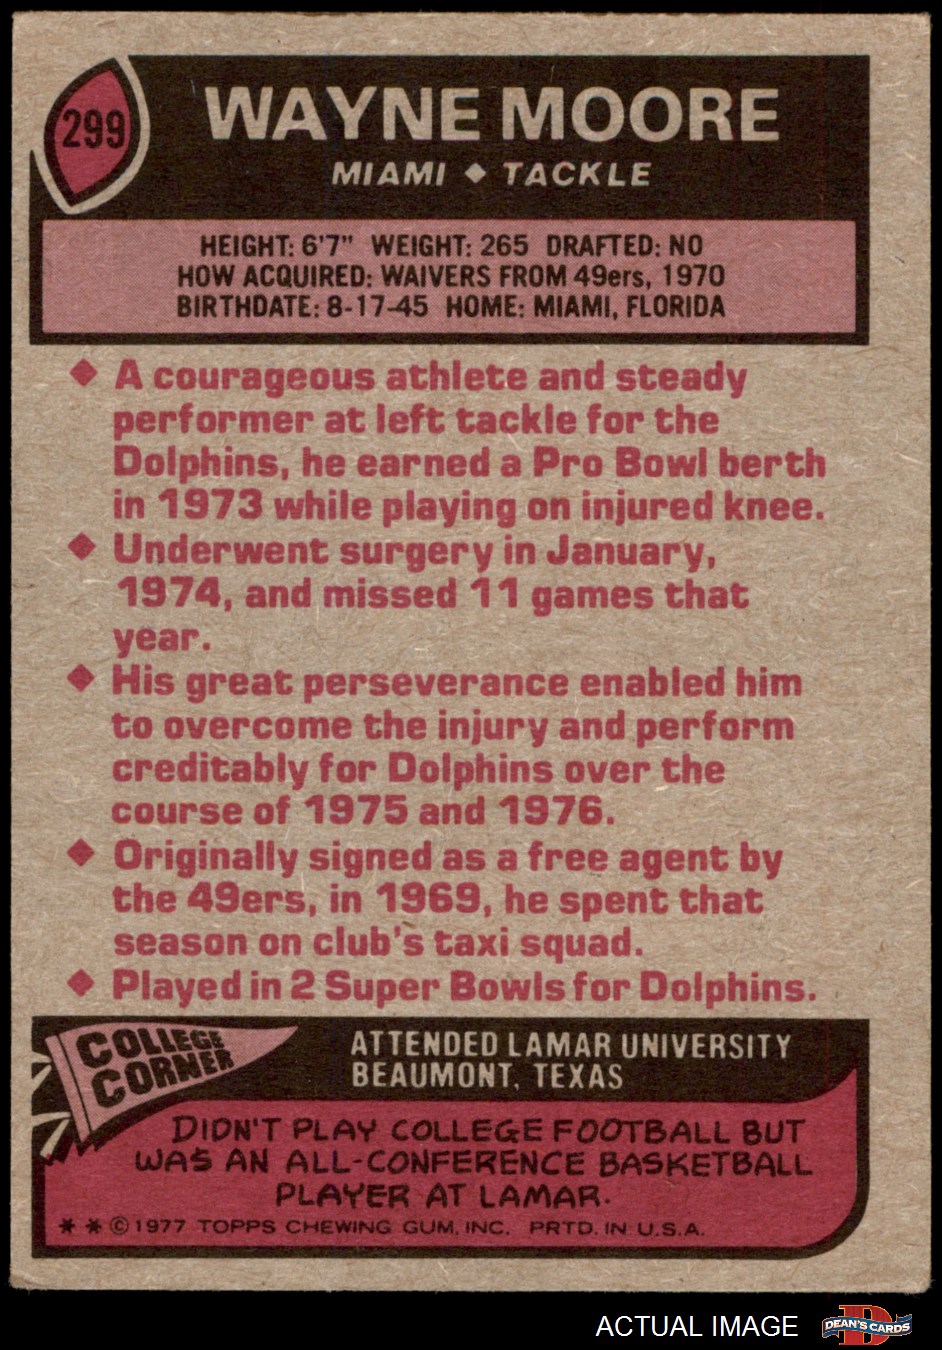 299
WAYNE MOORE
MIAMI ◆ TACKLE
HEIGHT: 6'7" WEIGHT: 265 DRAFTED: NO
HOW ACQUIRED: WAIVERS FROM 49ers, 1970
BIRTHDATE: 8-17-45 HOME: MIAMI, FLORIDA
◆ A courageous athlete and steady
performer at left tackle for the
Dolphins, he earned a Pro Bowl berth
in 1973 while playing on injured knee.
◆ Underwent surgery in January,
1974, and missed 11 games that
year.
◆ His great perseverance enabled him
to overcome the injury and perform
creditably for Dolphins over the
course of 1975 and 1976.
◆ Originally signed as a free agent by
the 49ers, in 1969, he spent that
season on club's taxi squad.
◆ Played in 2 Super Bowls for Dolphins.
COLLEGE
CORNER
ATTENDED LAMAR UNIVERSITY
BEAUMONT, TEXAS
DIDN'T PLAY COLLEGE FOOTBALL BUT
WAS AN ALL-CONFERENCE BASKETBALL
PLAYER AT LAMAR.
* * © 1977 TOPPS CHEWING GUM, INC. PRTD. IN U.S.A.
ACTUAL IMAGE
D
DEAN'S CARDS